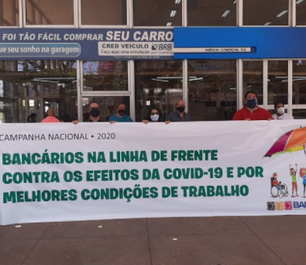 FOI TÃO FÁCIL COMPRAR SEU CARRO
seu sonho na garagem
CRED VEÍCULO
BRB
CAMPANHA NACIONAL • 2020
BANCÁRIOS NA LINHA DE FRENTE
CONTRA OS EFEITOS DA COVID-19 E POR
MELHORES CONDIÇÕES DE TRABALHO